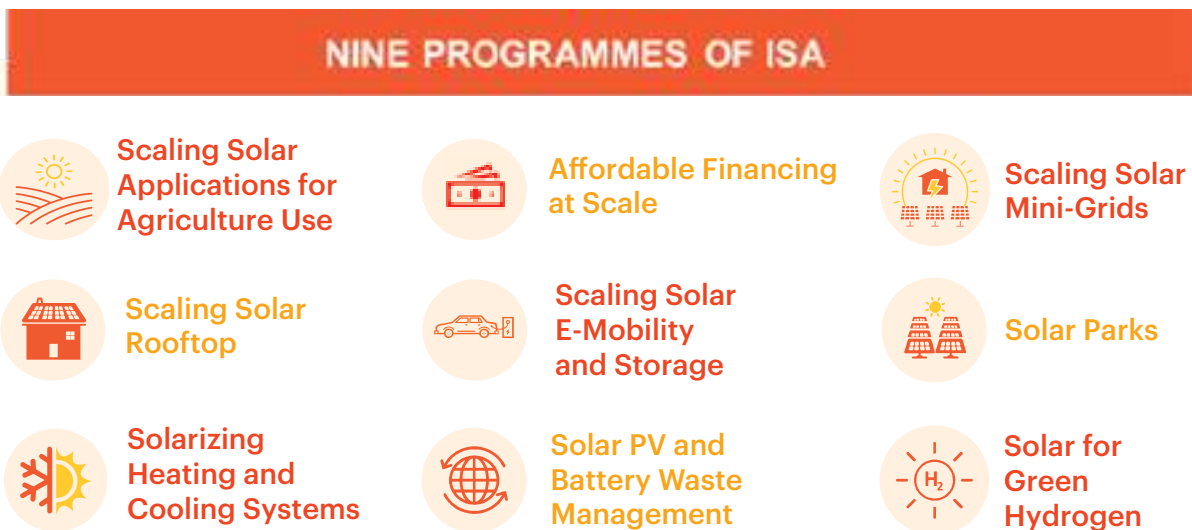 NINE PROGRAMMES OF ISA
Scaling Solar
Applications for
Agriculture Use
Affordable Financing
at Scale
Scaling Solar
Mini-Grids
Scaling Solar
Rooftop
Scaling Solar
E-Mobility
and Storage
Solar Parks
Solarizing
Heating and
Cooling Systems
Solar PV and
Battery Waste
Management
H₂
Solar for
Green
Hydrogen